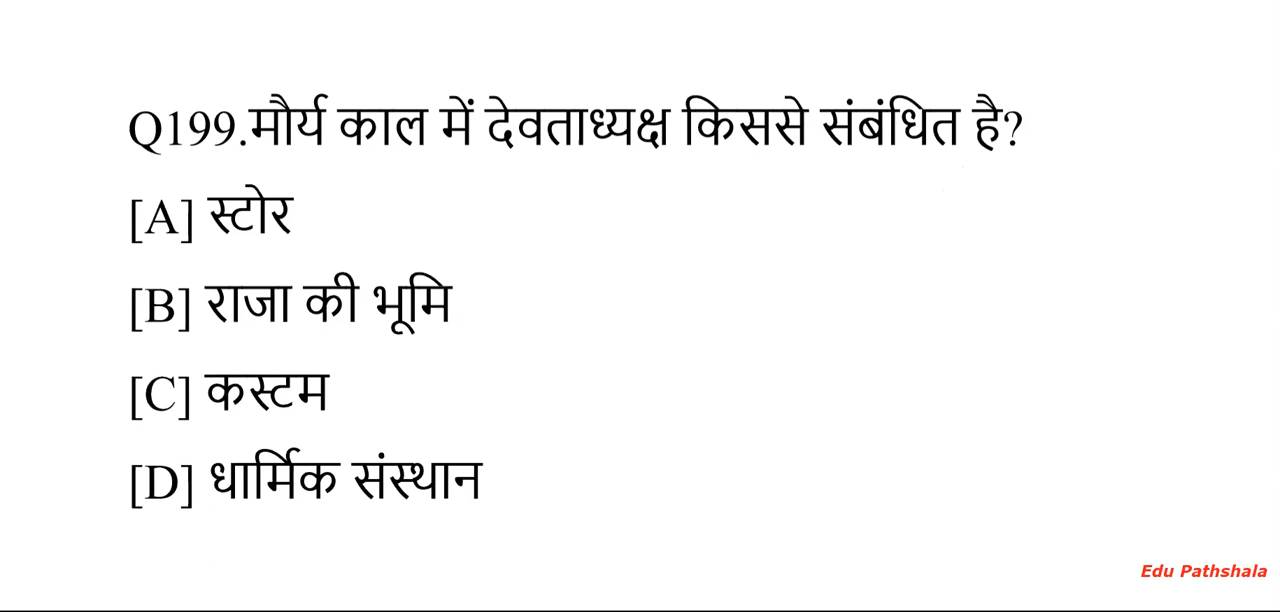 Q199.मौर्य काल में देवताध्यक्ष किससे संबंधित है?
[A] स्टोर
[B] राजा की भूमि
[C] कस्टम
[D] धार्मिक संस्थान
Edu Pathshala